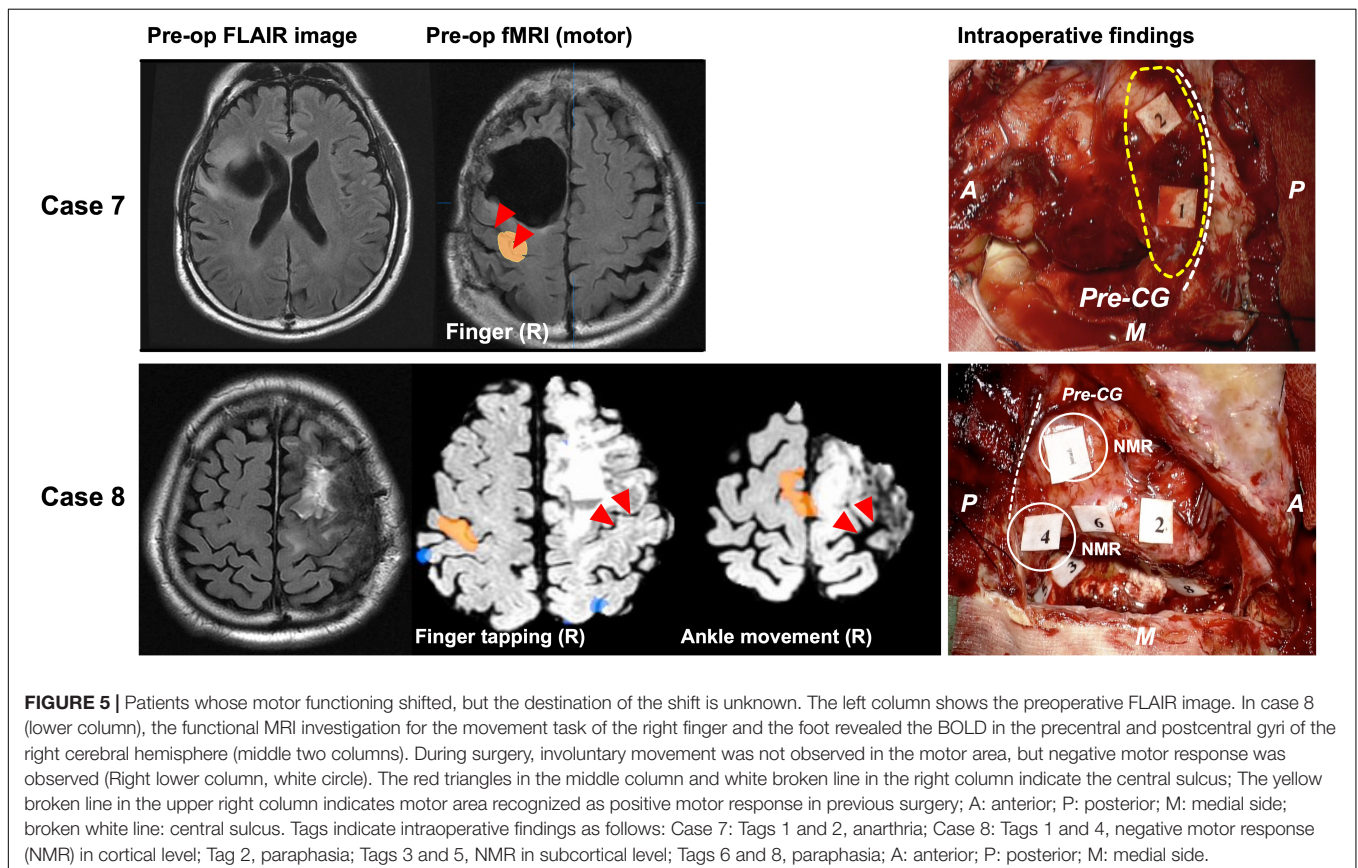 Pre-op FLAIR image Pre-op fMRI (motor) Intraoperative findings
Case 7
Finger (R)
A
2
1
P
Pre-CG
M
Case 8
Finger tapping (R)
Ankle movement (R)
Pre-CG
NMR
P
A
4
6
2
NMR
3
8
M
FIGURE 5 | Patients whose motor functioning shifted, but the destination of the shift is unknown. The left column shows the preoperative FLAIR image. In case 8
(lower column), the functional MRI investigation for the movement task of the right finger and the foot revealed the BOLD in the precentral and postcentral gyri of the
right cerebral hemisphere (middle two columns). During surgery, involuntary movement was not observed in the motor area, but negative motor response was
observed (Right lower column, white circle). The red triangles in the middle column and white broken line in the right column indicate the central sulcus; The yellow
broken line in the upper right column indicates motor area recognized as positive motor response in previous surgery; A: anterior; P: posterior; M: medial side;
broken white line: central sulcus. Tags indicate intraoperative findings as follows: Case 7: Tags 1 and 2, anarthria; Case 8: Tags 1 and 4, negative motor response
(NMR) in cortical level; Tag 2, paraphasia; Tags 3 and 5, NMR in subcortical level; Tags 6 and 8, paraphasia; A: anterior; P: posterior; M: medial side.